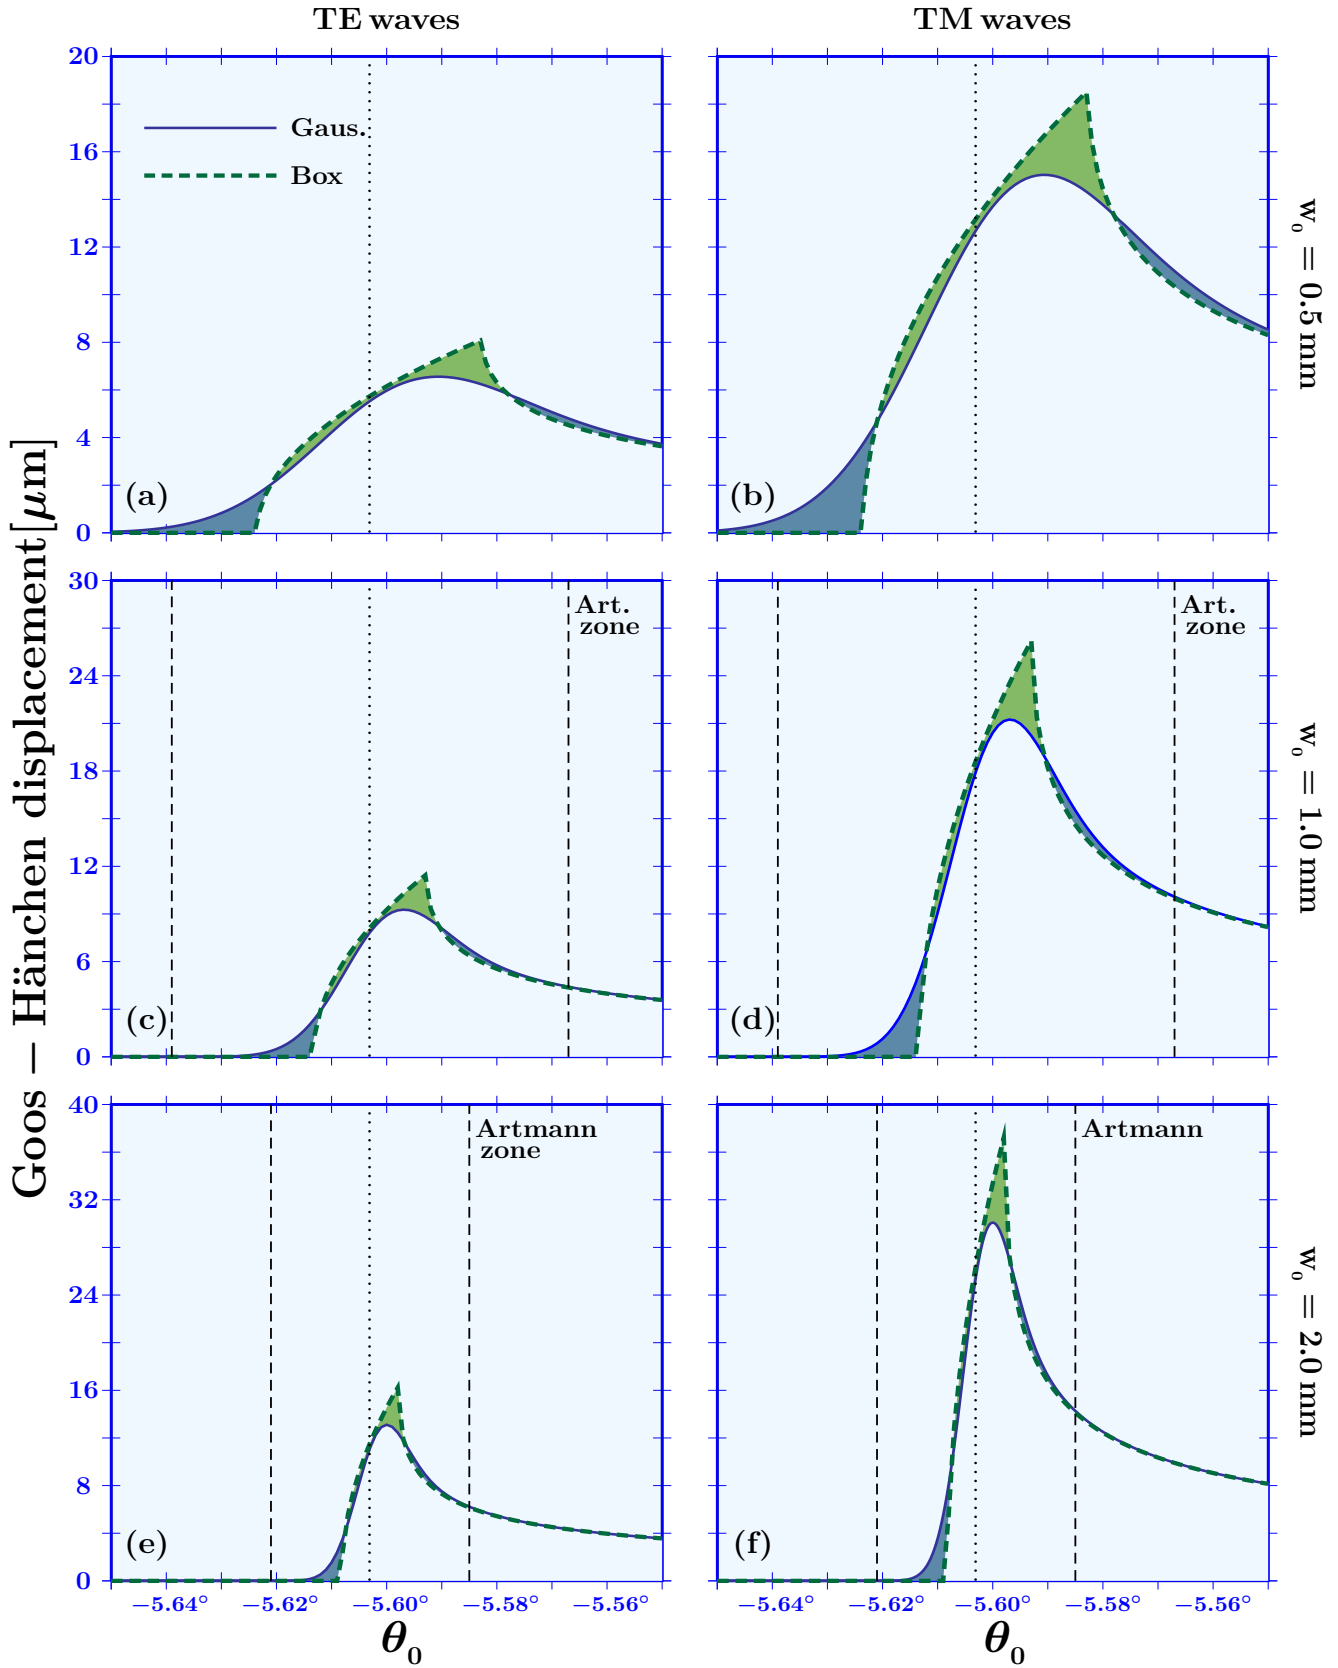 TE waves
TM waves
Goos — Hänchen displacement[μm]
20
16
12
8
4
0
Gaus.
Box
(a)
(b)
w₀ = 0.5 mm
30
24
18
12
6
0
Art.
zone
(c)
Art.
zone
(d)
w₀ = 1.0 mm
40
32
24
16
8
0
Artmann
zone
(e)
Artmann
(f)
w₀ = 2.0 mm
−5.64° −5.62° −5.60° −5.58° −5.56°
−5.64° −5.62° −5.60° −5.58° −5.56°
θ₀
θ₀